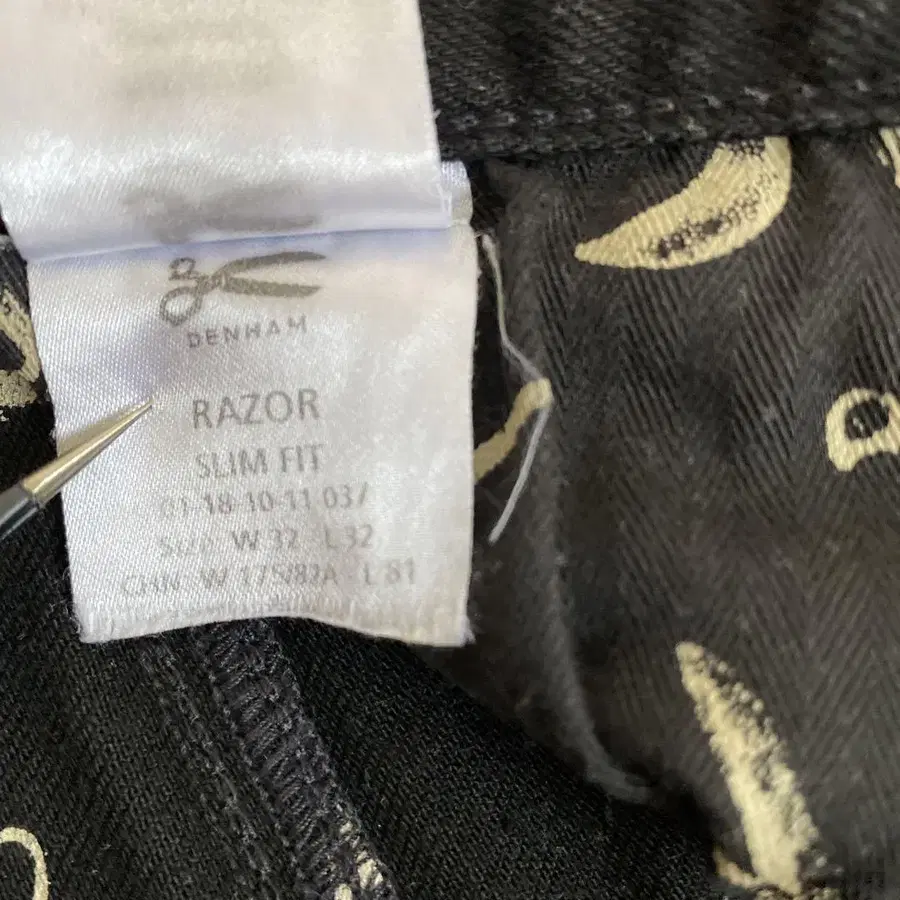 DENHAM
RAZOR
SLIM FIT
01-18-10-11 037
Size W 32 L 32
CHN: W 175/82A - L 81